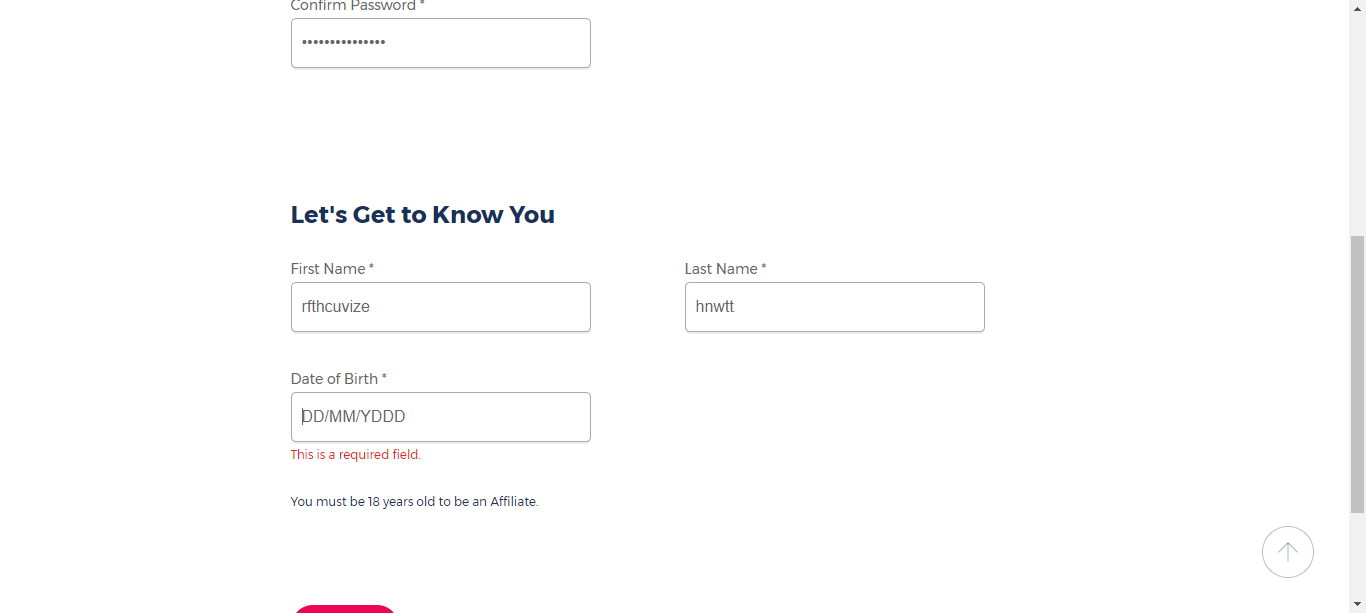 Confirm Password *
•••••••••••••••
Let's Get to Know You
First Name *
Last Name *
rfthcuvize
hnwtt
Date of Birth *
DD/MM/YDDD
This is a required field.
You must be 18 years old to be an Affiliate.